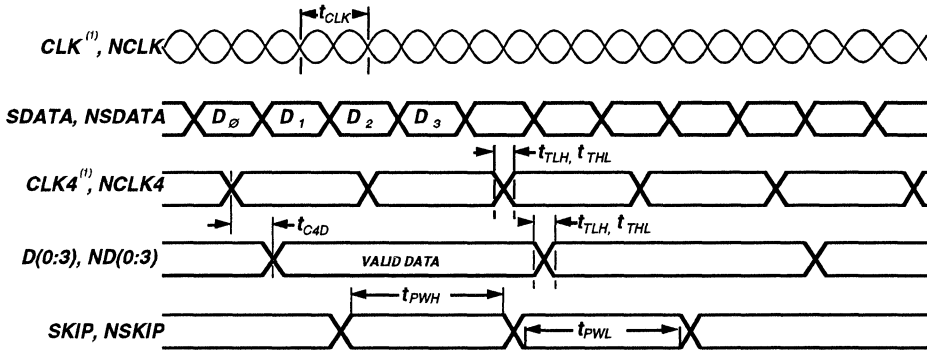 t CLK
CLK (1), NCLK
SDATA, NSDATA DØ D1 D2 D3
tTLH, tTHL
CLK4 (1), NCLK4
tC4D tTLH, tTHL
D(0:3), ND(0:3) VALID DATA
tPWH
SKIP, NSKIP tPWL